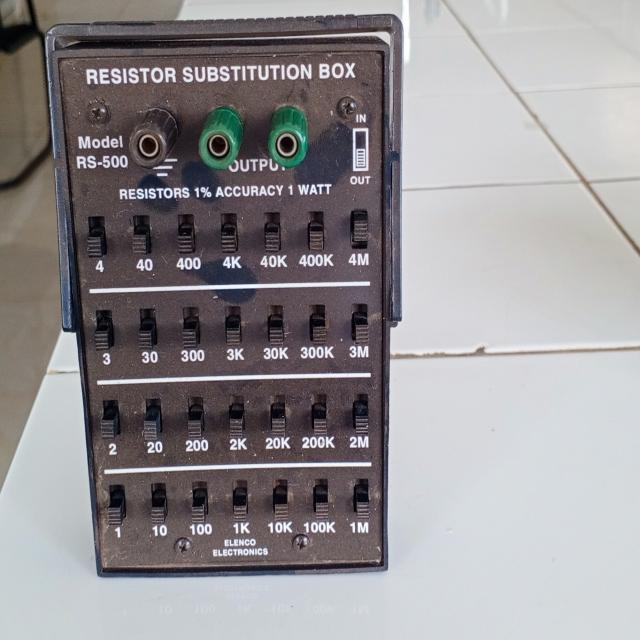 RESISTOR SUBSTITUTION BOX
IN
Model
RS-500
OUTPUT
OUT
RESISTORS 1% ACCURACY 1 WATT
4 40 400 4K 40K 400K 4M
3 30 300 3K 30K 300K 3M
2 20 200 2K 20K 200K 2M
1 10 100 1K 10K 100K 1M
ELENCO
ELECTRONICS